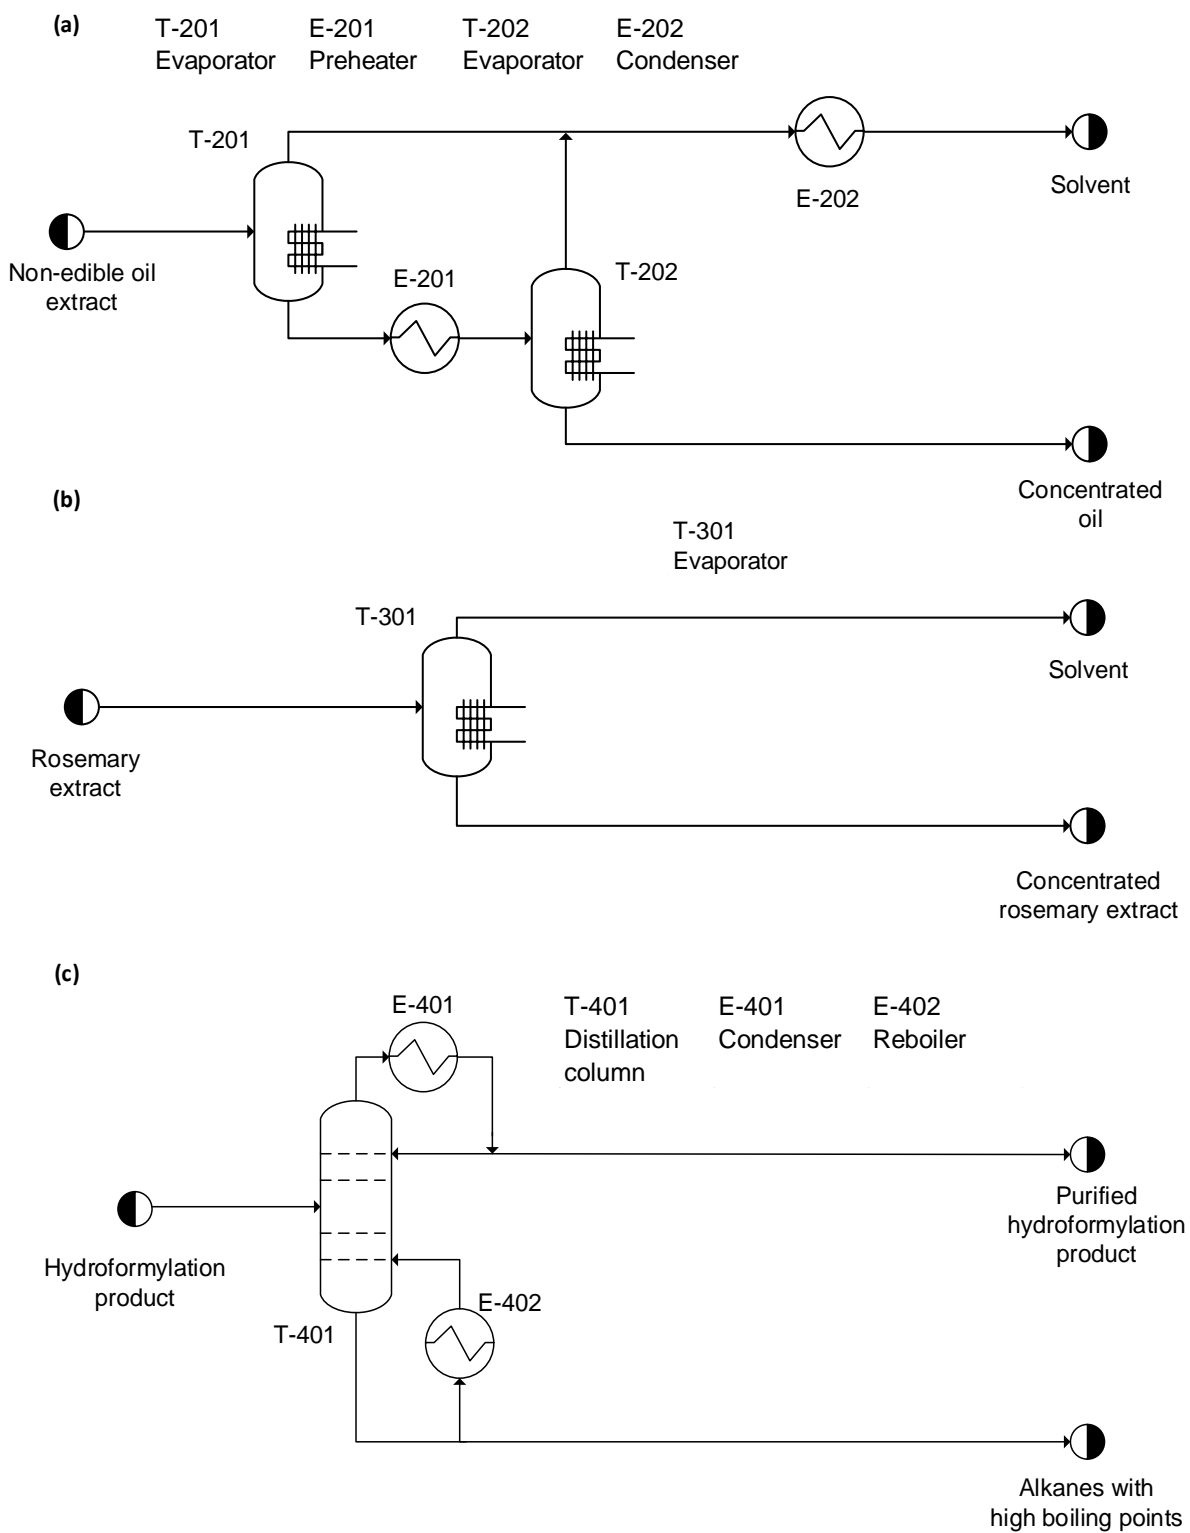 (a)
T-201 E-201 T-202 E-202
Evaporator Preheater Evaporator Condenser
T-201
E-202
Solvent
Non-edible oil
extract
E-201
T-202
Concentrated
oil
(b)
T-301
Evaporator
T-301
Solvent
Rosemary
extract
Concentrated
rosemary extract
(c)
E-401
T-401 E-401 E-402
Distillation Condenser Reboiler
column
Purified
hydroformylation
product
Hydroformylation
product
E-402
T-401
Alkanes with
high boiling points